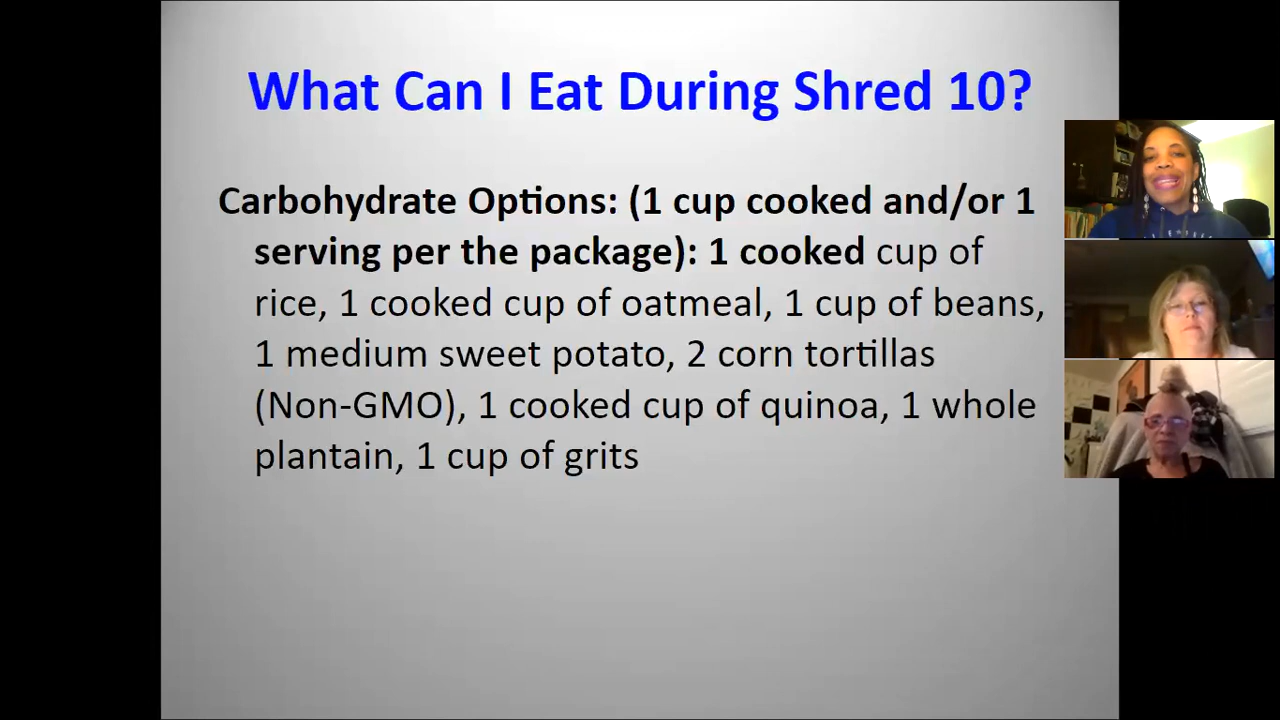 What Can I Eat During Shred 10?
Carbohydrate Options: (1 cup cooked and/or 1
serving per the package): 1 cooked cup of
rice, 1 cooked cup of oatmeal, 1 cup of beans,
1 medium sweet potato, 2 corn tortillas
(Non-GMO), 1 cooked cup of quinoa, 1 whole
plantain, 1 cup of grits